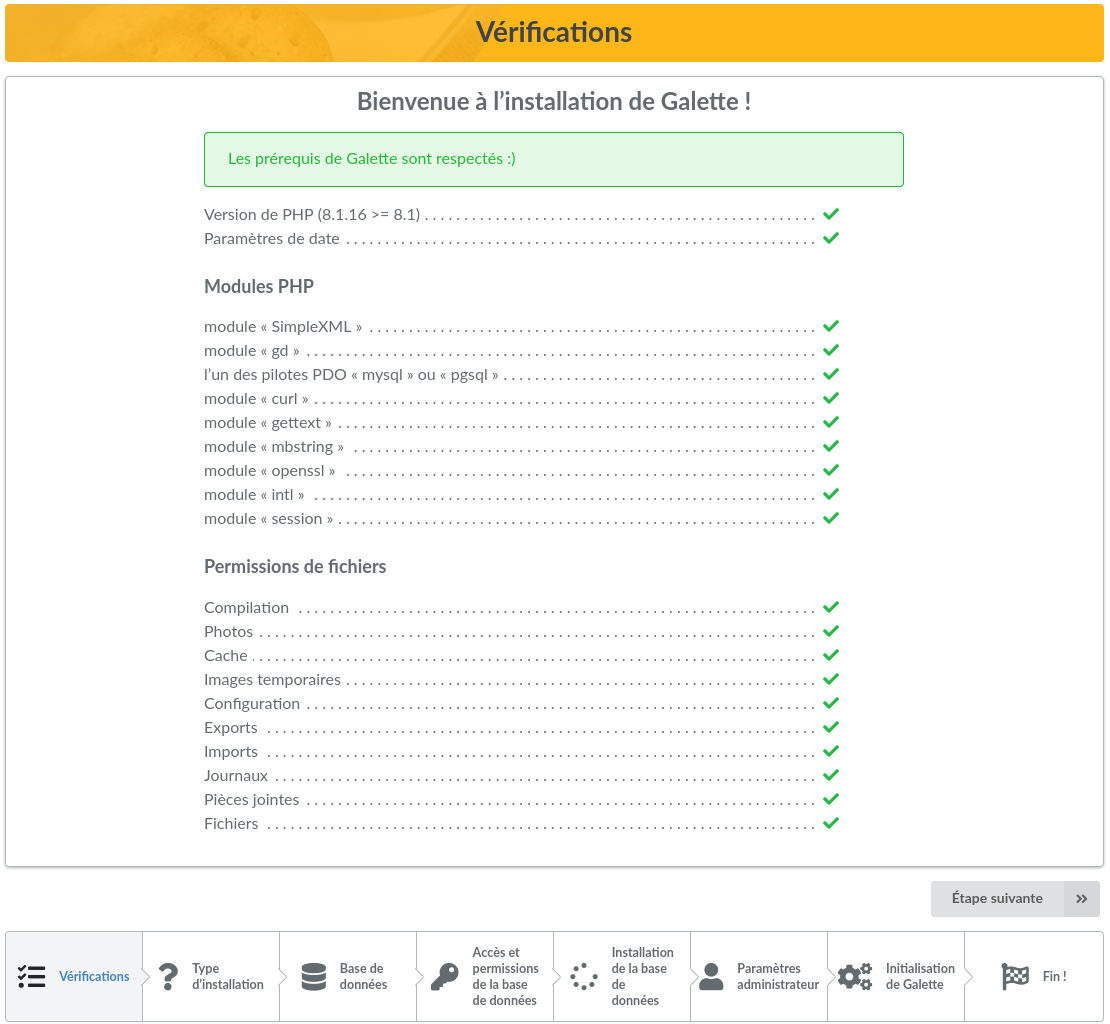 Vérifications
Bienvenue à l’installation de Galette !
Les prérequis de Galette sont respectés :)
Version de PHP (8.1.16 >= 8.1)
Paramètres de date
Modules PHP
module « SimpleXML »
module « gd »
l’un des pilotes PDO « mysql » ou « pgsql »
module « curl »
module « gettext »
module « mbstring »
module « openssl »
module « intl »
module « session »
Permissions de fichiers
Compilation
Photos
Cache
Images temporaires
Configuration
Exports
Imports
Journaux
Pièces jointes
Fichiers
Étape suivante
Vérifications
Type
d’installation
Base de
données
Accès et
permissions
de la base
de données
Installation
de la base
de
données
Paramètres
administrateur
Initialisation
de Galette
Fin !